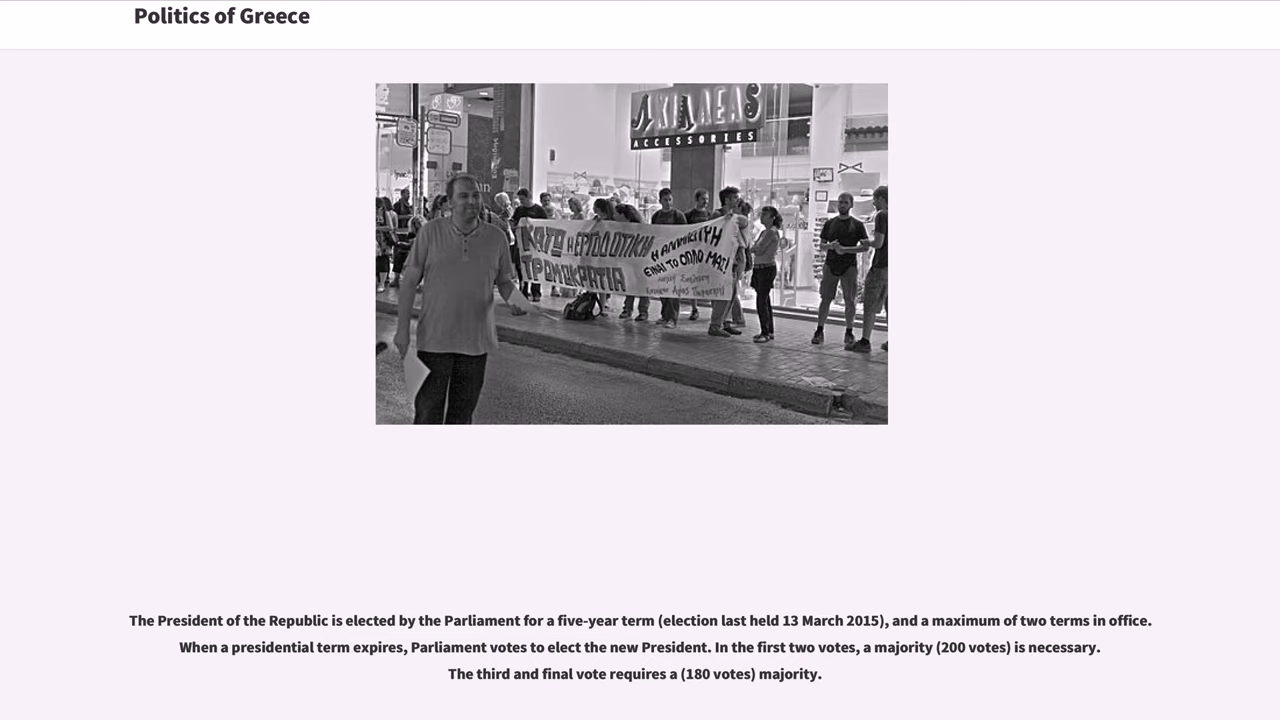 Politics of Greece
ΑΧΙΛΛΕΑΣ
ACCESSORIES
ΚΑΤΩ Η ΕΡΓΟΔΟΤΙΚΗ
ΤΡΟΜΟΚΡΑΤΙΑ
Η ΑΛΛΗΛΕΓΓΥΗ
ΕΙΝΑΙ ΤΟ ΟΠΛΟ ΜΑΣ!
The President of the Republic is elected by the Parliament for a five-year term (election last held 13 March 2015), and a maximum of two terms in office.
When a presidential term expires, Parliament votes to elect the new President. In the first two votes, a majority (200 votes) is necessary.
The third and final vote requires a (180 votes) majority.